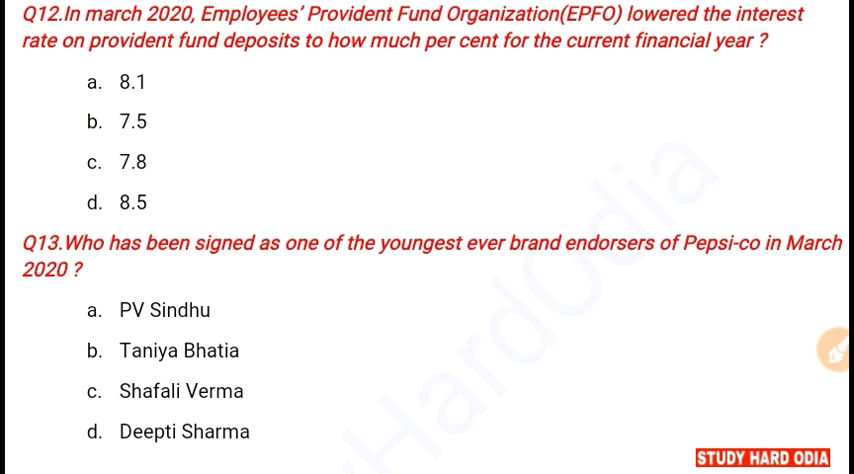 Q12.In march 2020, Employees’ Provident Fund Organization(EPFO) lowered the interest
rate on provident fund deposits to how much per cent for the current financial year ?
a. 8.1
b. 7.5
c. 7.8
d. 8.5
Q13.Who has been signed as one of the youngest ever brand endorsers of Pepsi-co in March
2020 ?
a. PV Sindhu
b. Taniya Bhatia
c. Shafali Verma
d. Deepti Sharma
HardOdia
STUDY HARD ODIA